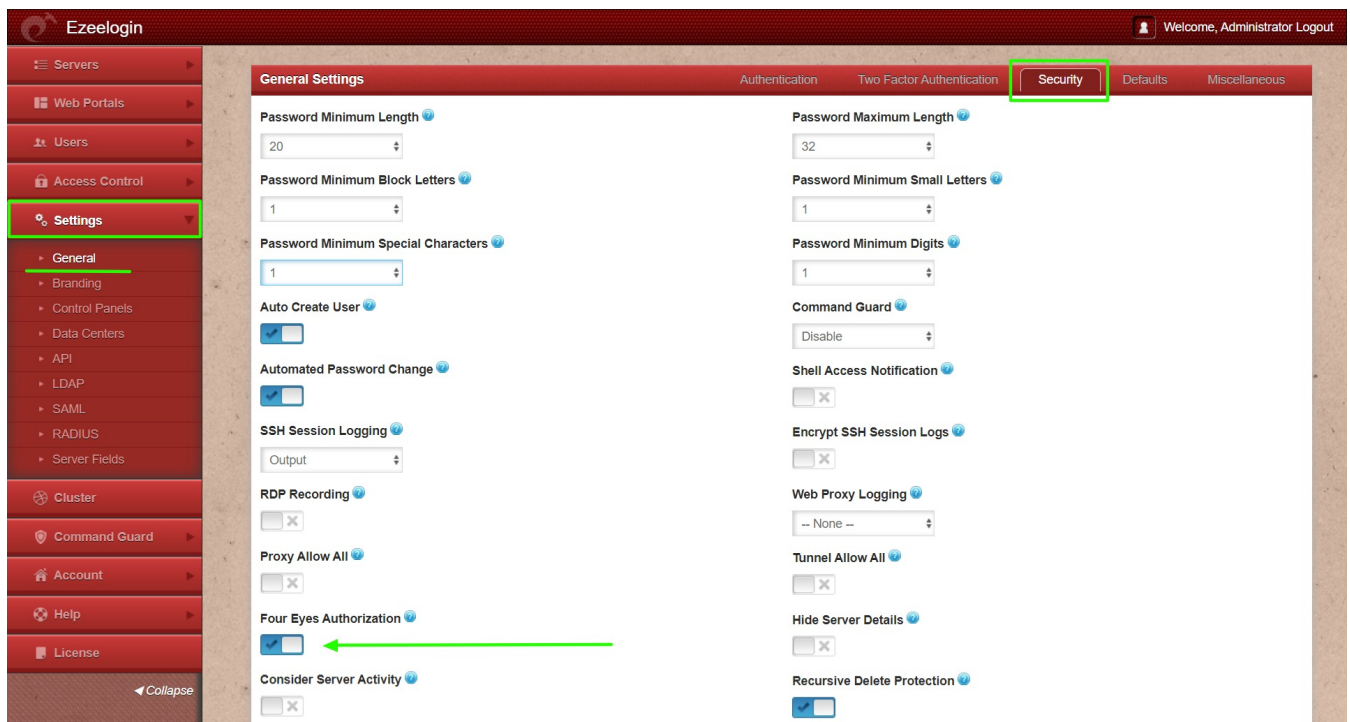 Ezeelogin
Welcome, Administrator Logout
Servers
Web Portals
Users
Access Control
Settings
General
Branding
Control Panels
Data Centers
API
LDAP
SAML
RADIUS
Server Fields
Cluster
Command Guard
Account
Help
License
Collapse
General Settings
Authentication
Two Factor Authentication
Security
Defaults
Miscellaneous
Password Minimum Length
Password Maximum Length
20
32
Password Minimum Block Letters
Password Minimum Small Letters
1
1
Password Minimum Special Characters
Password Minimum Digits
1
1
Auto Create User
Command Guard
Disable
Automated Password Change
Shell Access Notification
SSH Session Logging
Encrypt SSH Session Logs
Output
RDP Recording
Web Proxy Logging
-- None --
Proxy Allow All
Tunnel Allow All
Four Eyes Authorization
Hide Server Details
Consider Server Activity
Recursive Delete Protection